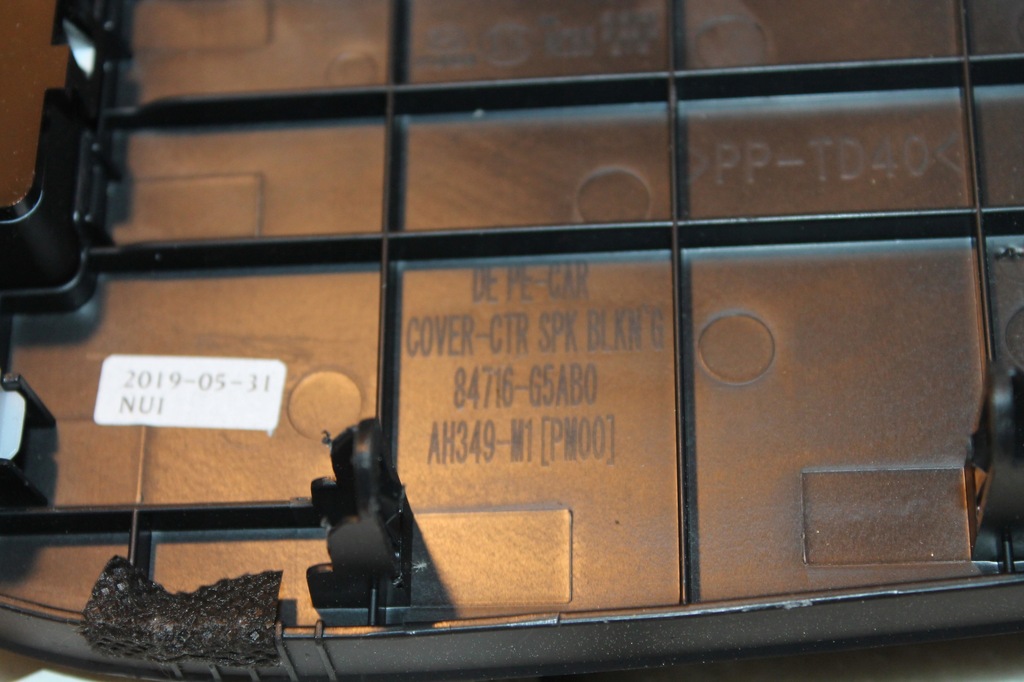 >PP-TD40<
DE PE-CAR
COVER-CTR SPK BLKN'G
84716-G5AB0
AH349-M1[PM00]
2019-05-31
NUI